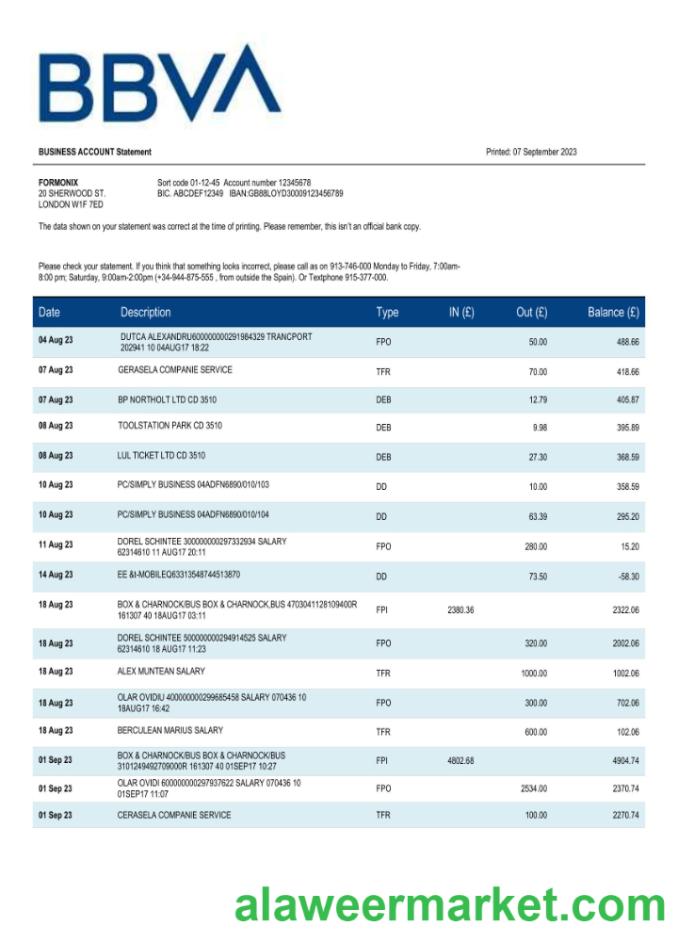 BBVA
BUSINESS ACCOUNT Statement Printed: 07 September 2023
FORMONIX Sort code 01-12-45 Account number 12345678
20 SHERWOOD ST. BIC. ABCDEF12349 IBAN:GB88LOYD30009123456789
LONDON W1F 7ED
The data shown on your statement was correct at the time of printing. Please remember, this isn't an official bank copy.
Please check your statement. If you think that something looks incorrect, please call as on 913-746-000 Monday to Friday, 7:00am-
8:00 pm; Saturday, 9:00am-2:00pm (+34-944-875-555 , from outside the Spain). Or Textphone 915-377-000.
Date Description Type IN (£) Out (£) Balance (£)
04 Aug 23 DUTCA ALEXANDRU600000000291984329 TRANCPORT FPO 50.00 488.66
202941 10 04AUG17 18:22
07 Aug 23 GERASELA COMPANIE SERVICE TFR 70.00 418.66
07 Aug 23 BP NORTHOLT LTD CD 3510 DEB 12.79 405.87
08 Aug 23 TOOLSTATION PARK CD 3510 DEB 9.98 395.89
08 Aug 23 LUL TICKET LTD CD 3510 DEB 27.30 368.59
10 Aug 23 PC/SIMPLY BUSINESS 04ADFN6890/010/103 DD 10.00 358.59
10 Aug 23 PC/SIMPLY BUSINESS 04ADFN6890/010/104 DD 63.39 295.20
11 Aug 23 DOREL SCHINTEE 300000000297332934 SALARY FPO 280.00 15.20
62314610 11 AUG17 20:11
14 Aug 23 EE &t-MOBILEQ63313548744513870 DD 73.50 -58.30
18 Aug 23 BOX & CHARNOCK/BUS BOX & CHARNOCK,BUS 4703041128109400R FPI 2380.36 2322.06
161307 40 18AUG17 03:11
18 Aug 23 DOREL SCHINTEE 500000000294914525 SALARY FPO 320.00 2002.06
62314610 18 AUG17 11:23
18 Aug 23 ALEX MUNTEAN SALARY TFR 1000.00 1002.06
18 Aug 23 OLAR OVIDIU 400000000299685458 SALARY 070436 10 FPO 300.00 702.06
18AUG17 16:42
18 Aug 23 BERCULEAN MARIUS SALARY TFR 600.00 102.06
01 Sep 23 BOX & CHARNOCK/BUS BOX & CHARNOCK/BUS FPI 4802.68 4904.74
3101249492709000R 161307 40 01SEP17 10:27
01 Sep 23 OLAR OVIDI 600000000297937622 SALARY 070436 10 FPO 2534.00 2370.74
01SEP17 11:07
01 Sep 23 CERASELA COMPANIE SERVICE TFR 100.00 2270.74
alaweermarket.com